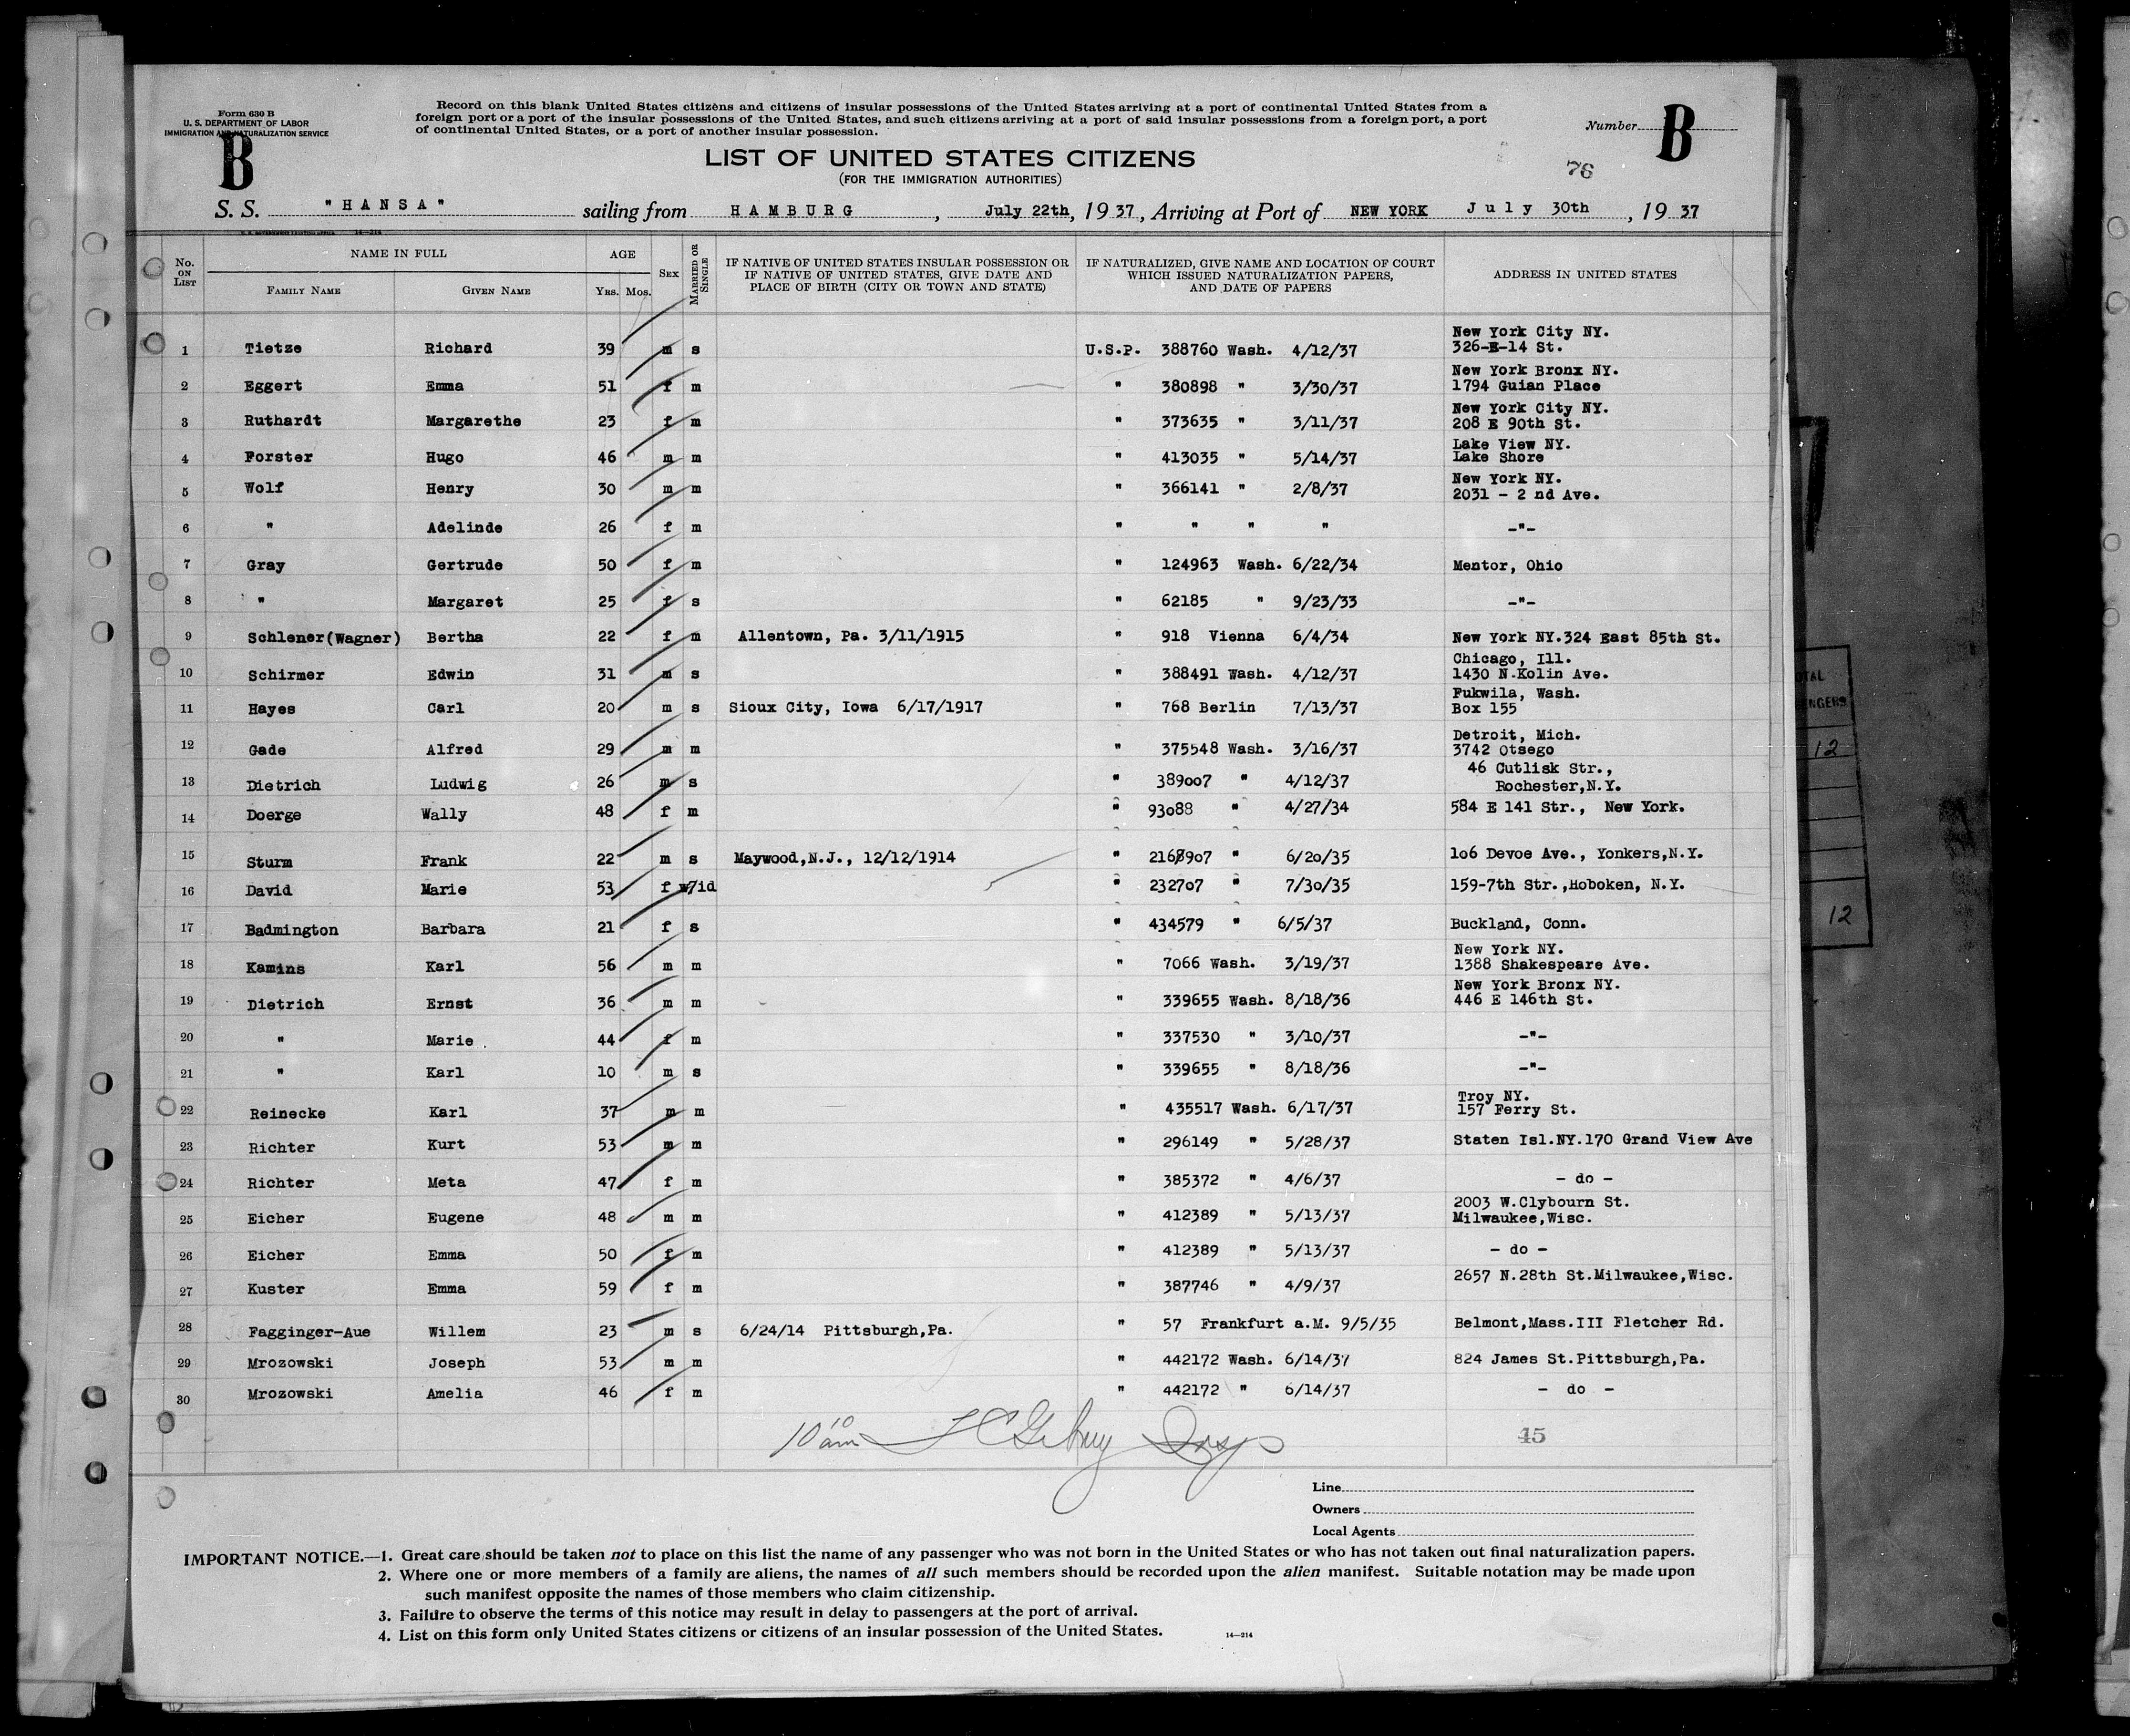 Form 630 B
U. S. DEPARTMENT OF LABOR
IMMIGRATION AND NATURALIZATION SERVICE
B
Record on this blank United States citizens and citizens of insular possessions of the United States arriving at a port of continental United States from a
foreign port or a port of the insular possessions of the United States, and such citizens arriving at a port of said insular possessions from a foreign port, a port
of continental United States, or a port of another insular possession.
Number B
LIST OF UNITED STATES CITIZENS
(FOR THE IMMIGRATION AUTHORITIES)
76
S. S. "HANSA" sailing from HAMBURG, July 22th, 1937, Arriving at Port of NEW YORK July 30th, 1937
No. ON LIST
NAME IN FULL
FAMILY NAME GIVEN NAME
AGE
YRS. MOS.
SEX
MARRIED OR SINGLE
IF NATIVE OF UNITED STATES INSULAR POSSESSION OR
IF NATIVE OF UNITED STATES, GIVE DATE AND
PLACE OF BIRTH (CITY OR TOWN AND STATE)
IF NATURALIZED, GIVE NAME AND LOCATION OF COURT
WHICH ISSUED NATURALIZATION PAPERS,
AND DATE OF PAPERS
ADDRESS IN UNITED STATES
New York City NY.
1 Tietze Richard 39 m s U.S.P. 388760 Wash. 4/12/37 326-E-14 St.
New York Bronx NY.
2 Eggert Emma 51 f m " 380898 " 3/30/37 1794 Guian Place
New York City NY.
3 Ruthardt Margarethe 23 f m " 373635 " 3/11/37 208 E 90th St.
Lake View NY.
4 Forster Hugo 46 m m " 413035 " 5/14/37 Lake Shore
New York NY.
5 Wolf Henry 30 m m " 366141 " 2/8/37 2031 - 2 nd Ave.
6 " Adelinde 26 f m " " " " -"-
7 Gray Gertrude 50 f m " 124963 Wash. 6/22/34 Mentor, Ohio
8 " Margaret 25 f s " 62185 " 9/23/33 -"-
9 Schlener(Wagner) Bertha 22 f m Allentown, Pa. 3/11/1915 " 918 Vienna 6/4/34 New York NY.324 East 85th St.
Chicago, Ill.
10 Schirmer Edwin 31 m s " 388491 Wash. 4/12/37 1430 N.Kolin Ave.
Fukwila, Wash.
11 Hayes Carl 20 m s Sioux City, Iowa 6/17/1917 " 768 Berlin 7/13/37 Box 155
Detroit, Mich.
12 Gade Alfred 29 m m " 375548 Wash. 3/16/37 3742 Otsego
46 Cutlisk Str.,
13 Dietrich Ludwig 26 m s " 389007 " 4/12/37 Rochester,N.Y.
14 Doerge Wally 48 f m " 93088 " 4/27/34 584 E 141 Str., New York.
15 Sturm Frank 22 m s Maywood,N.J., 12/12/1914 " 2168907 " 6/20/35 106 Devoe Ave., Yonkers,N.Y.
16 David Marie 53 f wid " 232707 " 7/30/35 159-7th Str.,Hoboken, N.Y.
17 Badmington Barbara 21 f s " 434579 " 6/5/37 Buckland, Conn.
New York NY.
18 Kamins Karl 56 m m " 7066 Wash. 3/19/37 1388 Shakespeare Ave.
New York Bronx NY.
19 Dietrich Ernst 36 m m " 339655 Wash. 8/18/36 446 E 146th St.
20 " Marie 44 f m " 337530 " 3/10/37 -"-
21 " Karl 10 m s " 339655 " 8/18/36 -"-
Troy NY.
22 Reinecke Karl 37 m m " 435517 Wash. 6/17/37 157 Ferry St.
23 Richter Kurt 53 m m " 296149 " 5/28/37 Staten Isl.NY.170 Grand View Ave
24 Richter Meta 47 f m " 385372 " 4/6/37 - do -
2003 W.Clybourn St.
25 Eicher Eugene 48 m m " 412389 " 5/13/37 Milwaukee,Wisc.
26 Eicher Emma 50 f m " 412389 " 5/13/37 - do -
27 Kuster Emma 59 f m " 387746 " 4/9/37 2657 N.28th St.Milwaukee,Wisc.
28 Fagginger-Aue Willem 23 m s 6/24/14 Pittsburgh,Pa. " 57 Frankfurt a.M. 9/5/35 Belmont,Mass.III Fletcher Rd.
29 Mrozowski Joseph 53 m m " 442172 Wash. 6/14/37 824 James St.Pittsburgh,Pa.
30 Mrozowski Amelia 46 f m " 442172 " 6/14/37 - do -
10 10 am Insp
45
Line
Owners
Local Agents
IMPORTANT NOTICE.—1. Great care should be taken not to place on this list the name of any passenger who was not born in the United States or who has not taken out final naturalization papers.
2. Where one or more members of a family are aliens, the names of all such members should be recorded upon the alien manifest. Suitable notation may be made upon
such manifest opposite the names of those members who claim citizenship.
3. Failure to observe the terms of this notice may result in delay to passengers at the port of arrival.
4. List on this form only United States citizens or citizens of an insular possession of the United States.
14—214
12
12